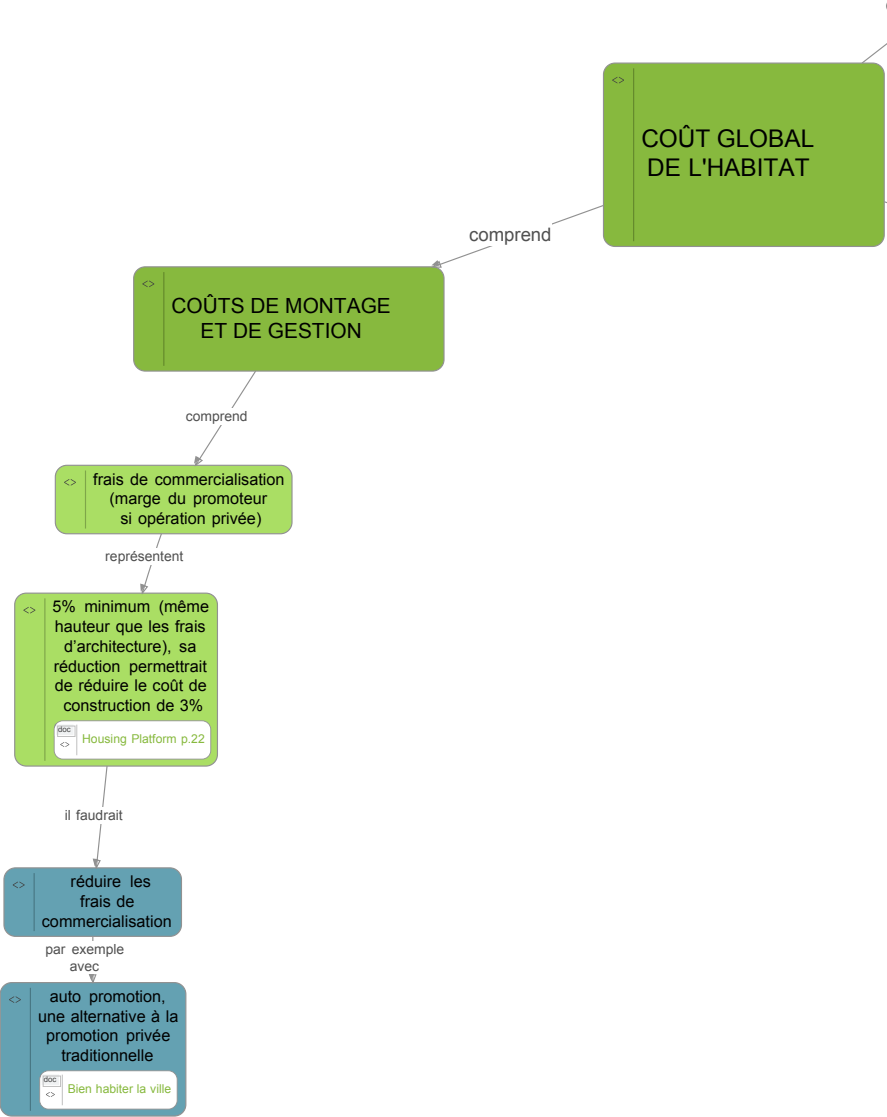 COÛT GLOBAL
DE L'HABITAT
comprend
COÛTS DE MONTAGE
ET DE GESTION
comprend
frais de commercialisation
(marge du promoteur
si opération privée)
représentent
5% minimum (même
hauteur que les frais
d’architecture), sa
réduction permettrait
de réduire le coût de
construction de 3%
doc
<> Housing Platform p.22
il faudrait
réduire les
frais de
commercialisation
par exemple
avec
auto promotion,
une alternative à la
promotion privée
traditionnelle
doc
<> Bien habiter la ville